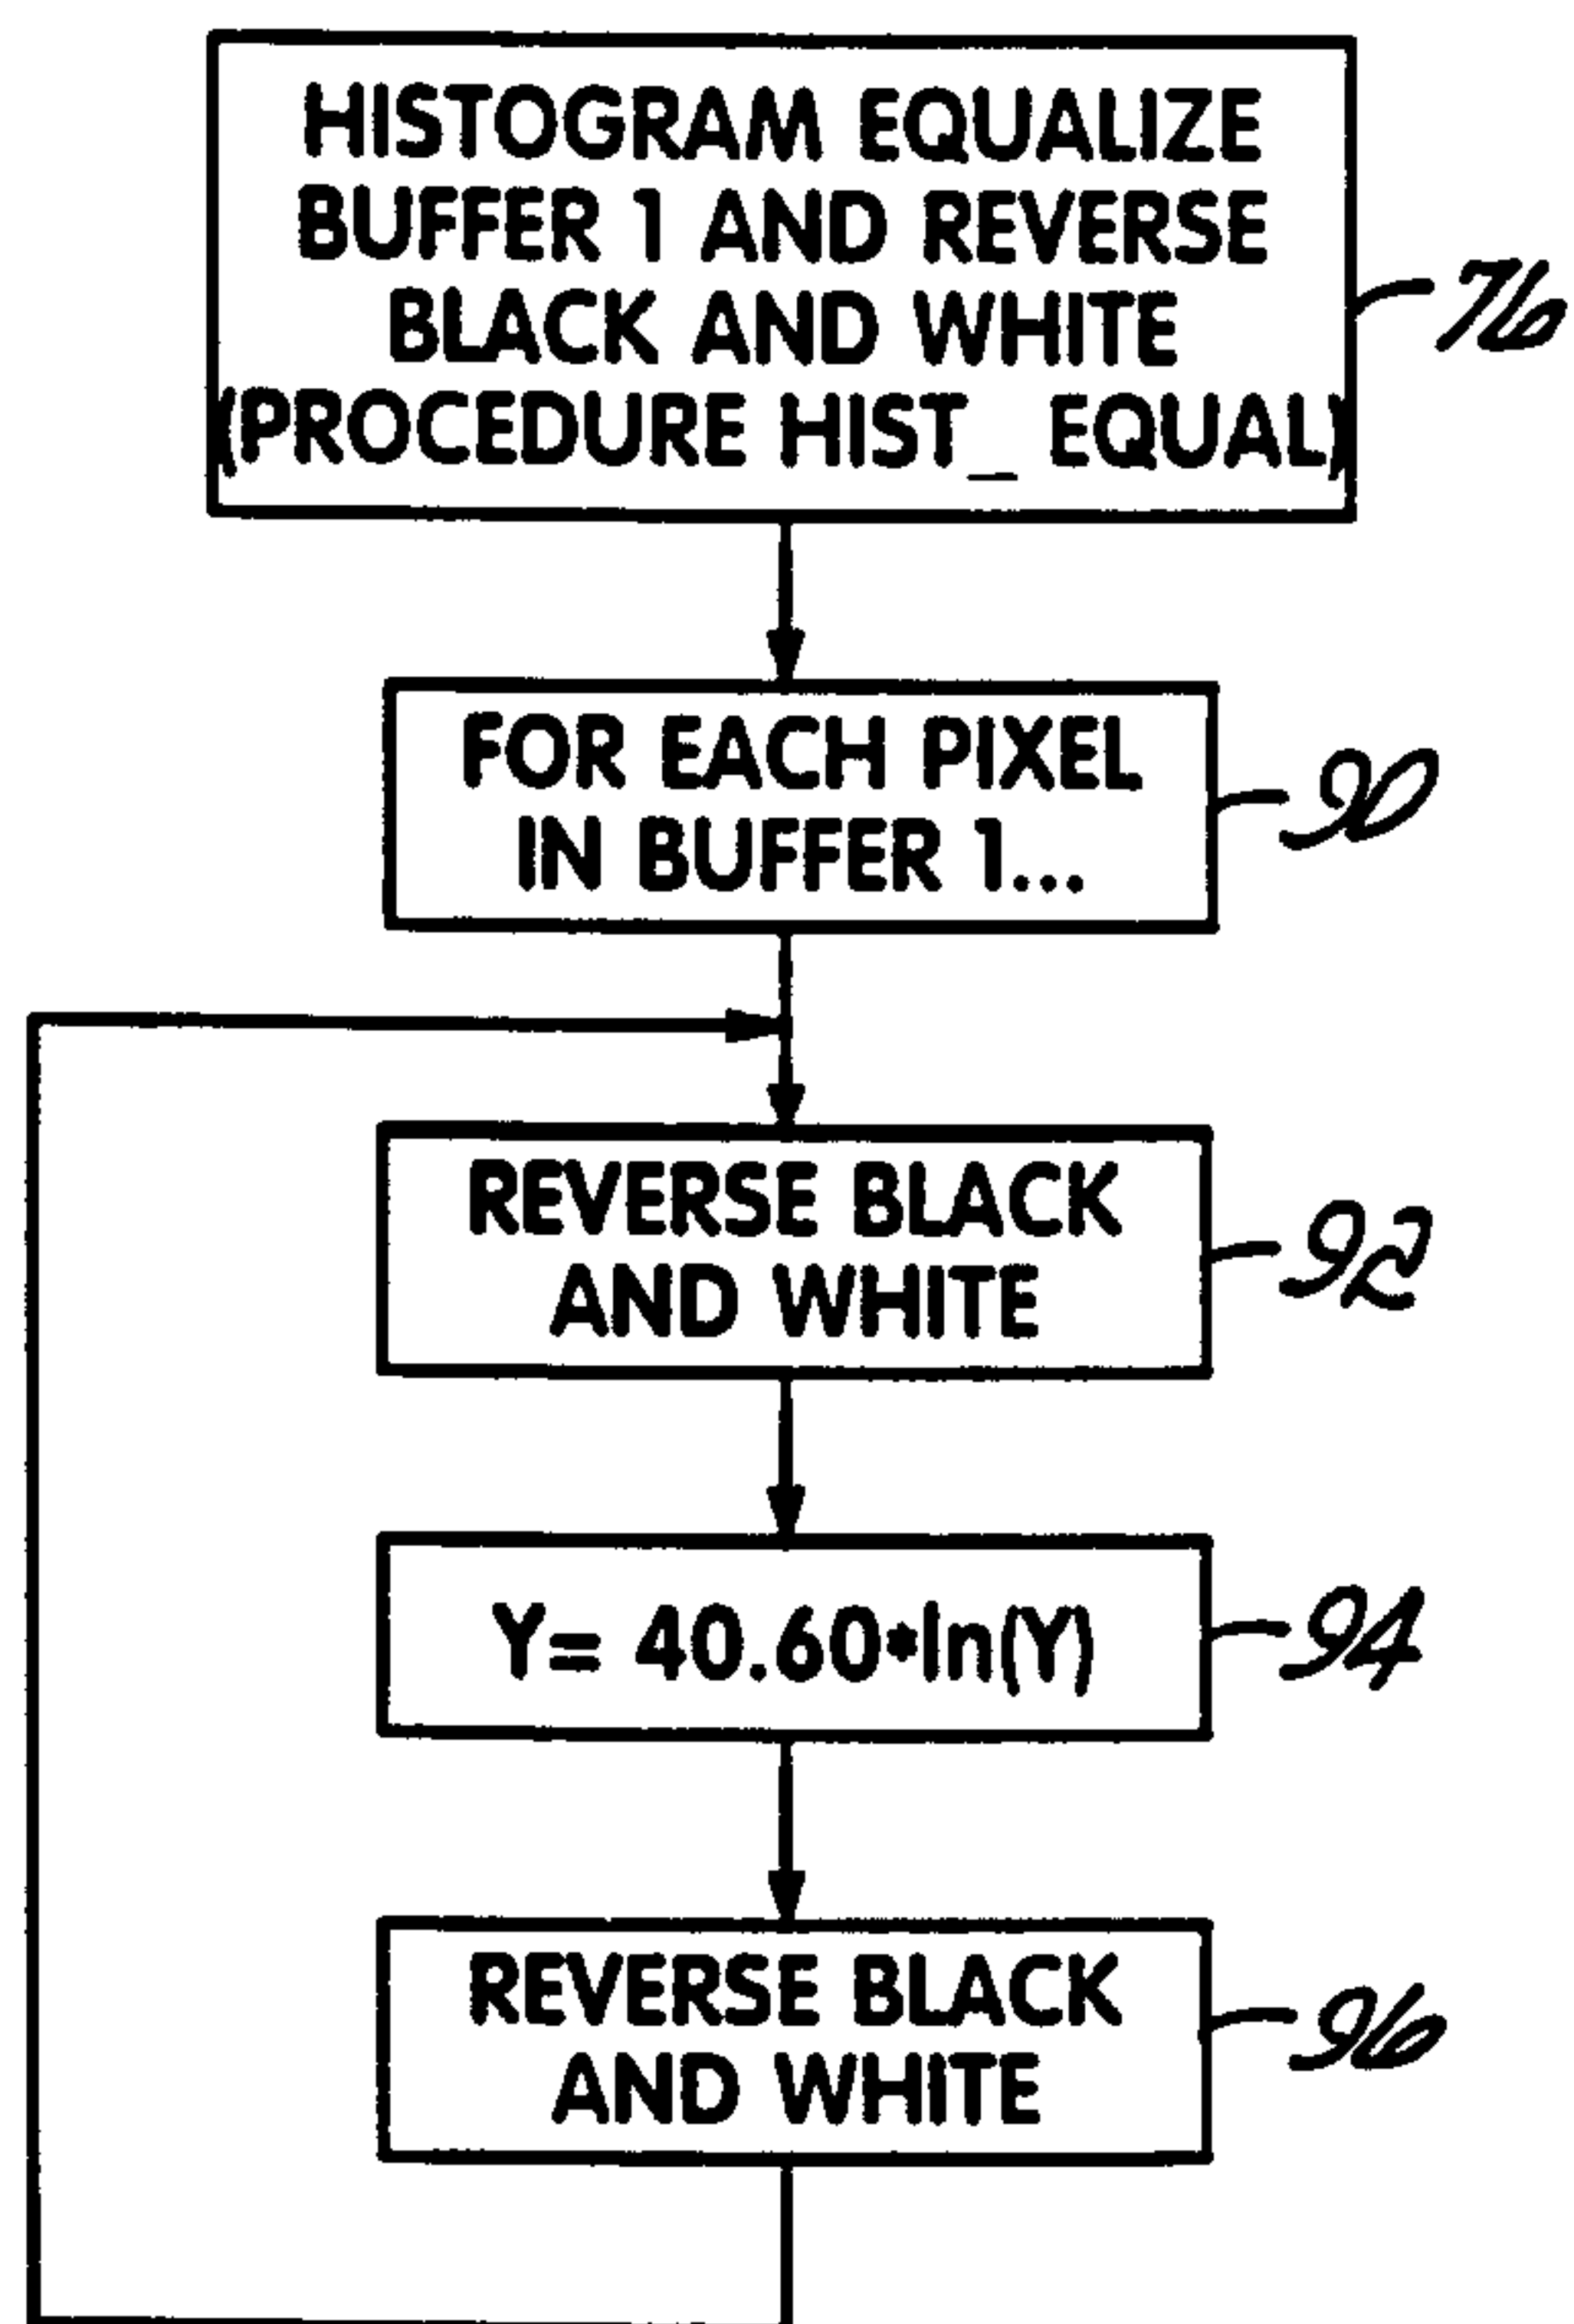 HISTOGRAM EQUALIZE
BUFFER 1 AND REVERSE
BLACK AND WHITE
(PROCEDURE HIST_ EQUAL)
76
FOR EACH PIXEL
IN BUFFER 1...
90
REVERSE BLACK
AND WHITE
92
Y= 40.60*ln(Y)
94
REVERSE BLACK
AND WHITE
96